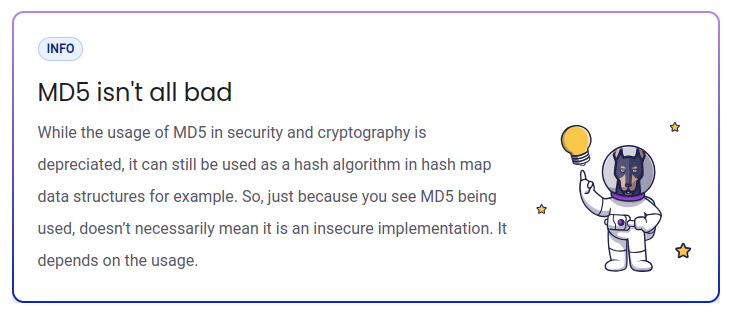 INFO
MD5 isn't all bad
While the usage of MD5 in security and cryptography is
depreciated, it can still be used as a hash algorithm in hash map
data structures for example. So, just because you see MD5 being
used, doesn’t necessarily mean it is an insecure implementation. It
depends on the usage.